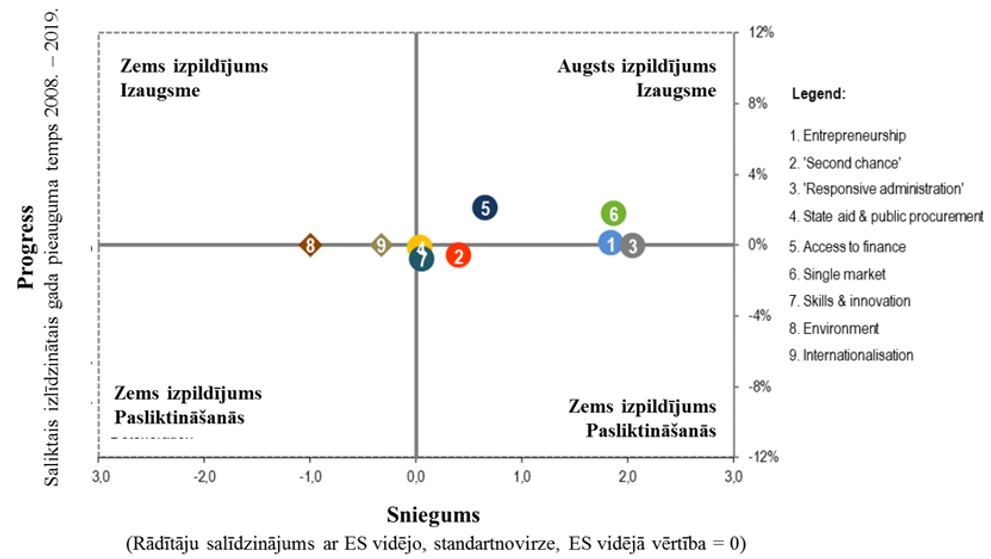 Zems izpildījums
Izaugsme
Augsts izpildījums
Izaugsme
12%
8%
4%
0%
-4%
-8%
-12%
5
6
8
9
4
7
2
1
3
Zems izpildījums
Pasliktināšanās
Zems izpildījums
Pasliktināšanās
3,0
-2,0
-1,0
0,0
1,0
2,0
3,0
Progress
Saliktais izlīdzinātais gada pieauguma temps 2008. – 2019.
Sniegums
(Rādītāju salīdzinājums ar ES vidējo, standartnovirze, ES vidējā vērtība = 0)
Legend:
1. Entrepreneurship
2. 'Second chance'
3. 'Responsive administration'
4. State aid & public procurement
5. Access to finance
6. Single market
7. Skills & innovation
8. Environment
9. Internationalisation